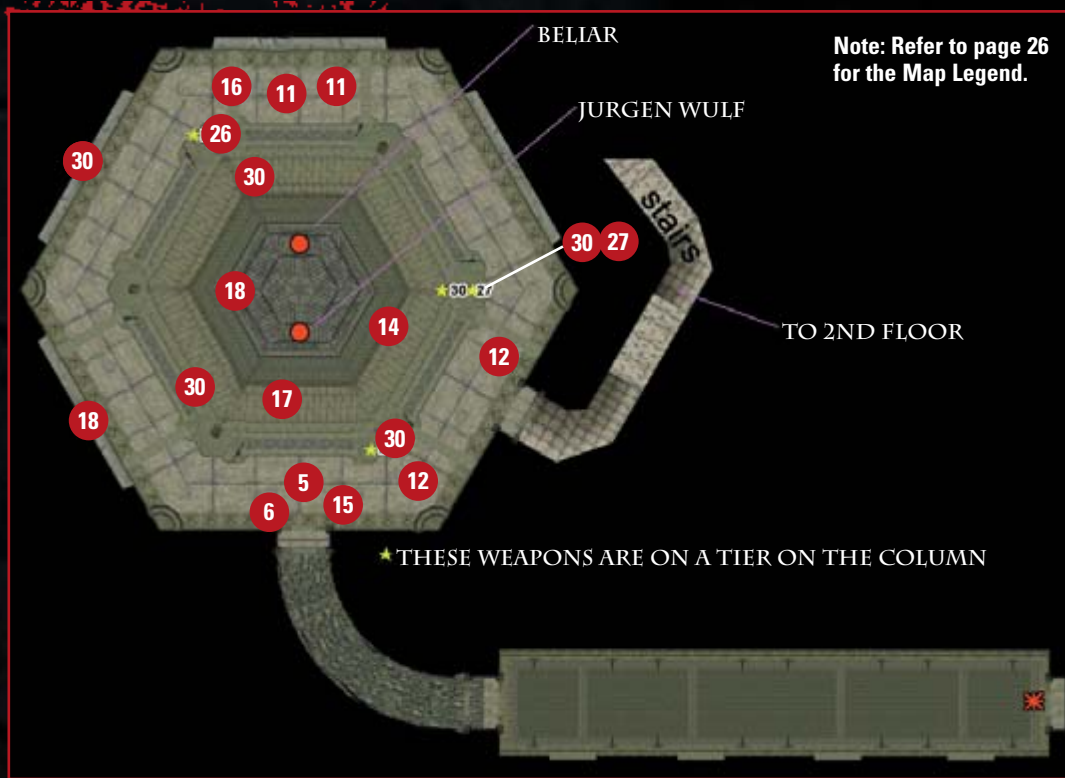 BELIAR
Note: Refer to page 26
for the Map Legend.
16
11
11
JURGEN WULF
26
30
30
stairs
30 27
30 27
18
14
TO 2ND FLOOR
12
30
17
18
30
12
5
15
6
THESE WEAPONS ARE ON A TIER ON THE COLUMN